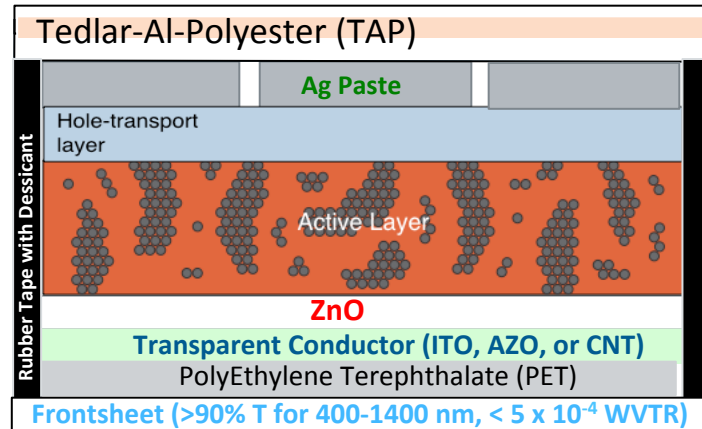 Tedlar-Al-Polyester (TAP)
Ag Paste
Hole-transport
layer
Rubber Tape with Dessicant
Active Layer
ZnO
Transparent Conductor (ITO, AZO, or CNT)
PolyEthylene Terephthalate (PET)
Frontsheet (>90% T for 400-1400 nm, < 5 x 10⁻⁴ WVTR)